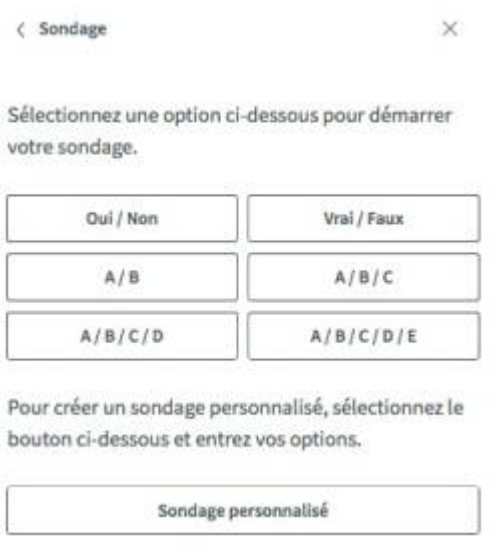 Sondage
Sélectionnez une option ci-dessous pour démarrer
votre sondage.
Oui / Non
Vrai / Faux
A / B
A / B / C
A / B / C / D
A / B / C / D / E
Pour créer un sondage personnalisé, sélectionnez le
bouton ci-dessous et entrez vos options.
Sondage personnalisé